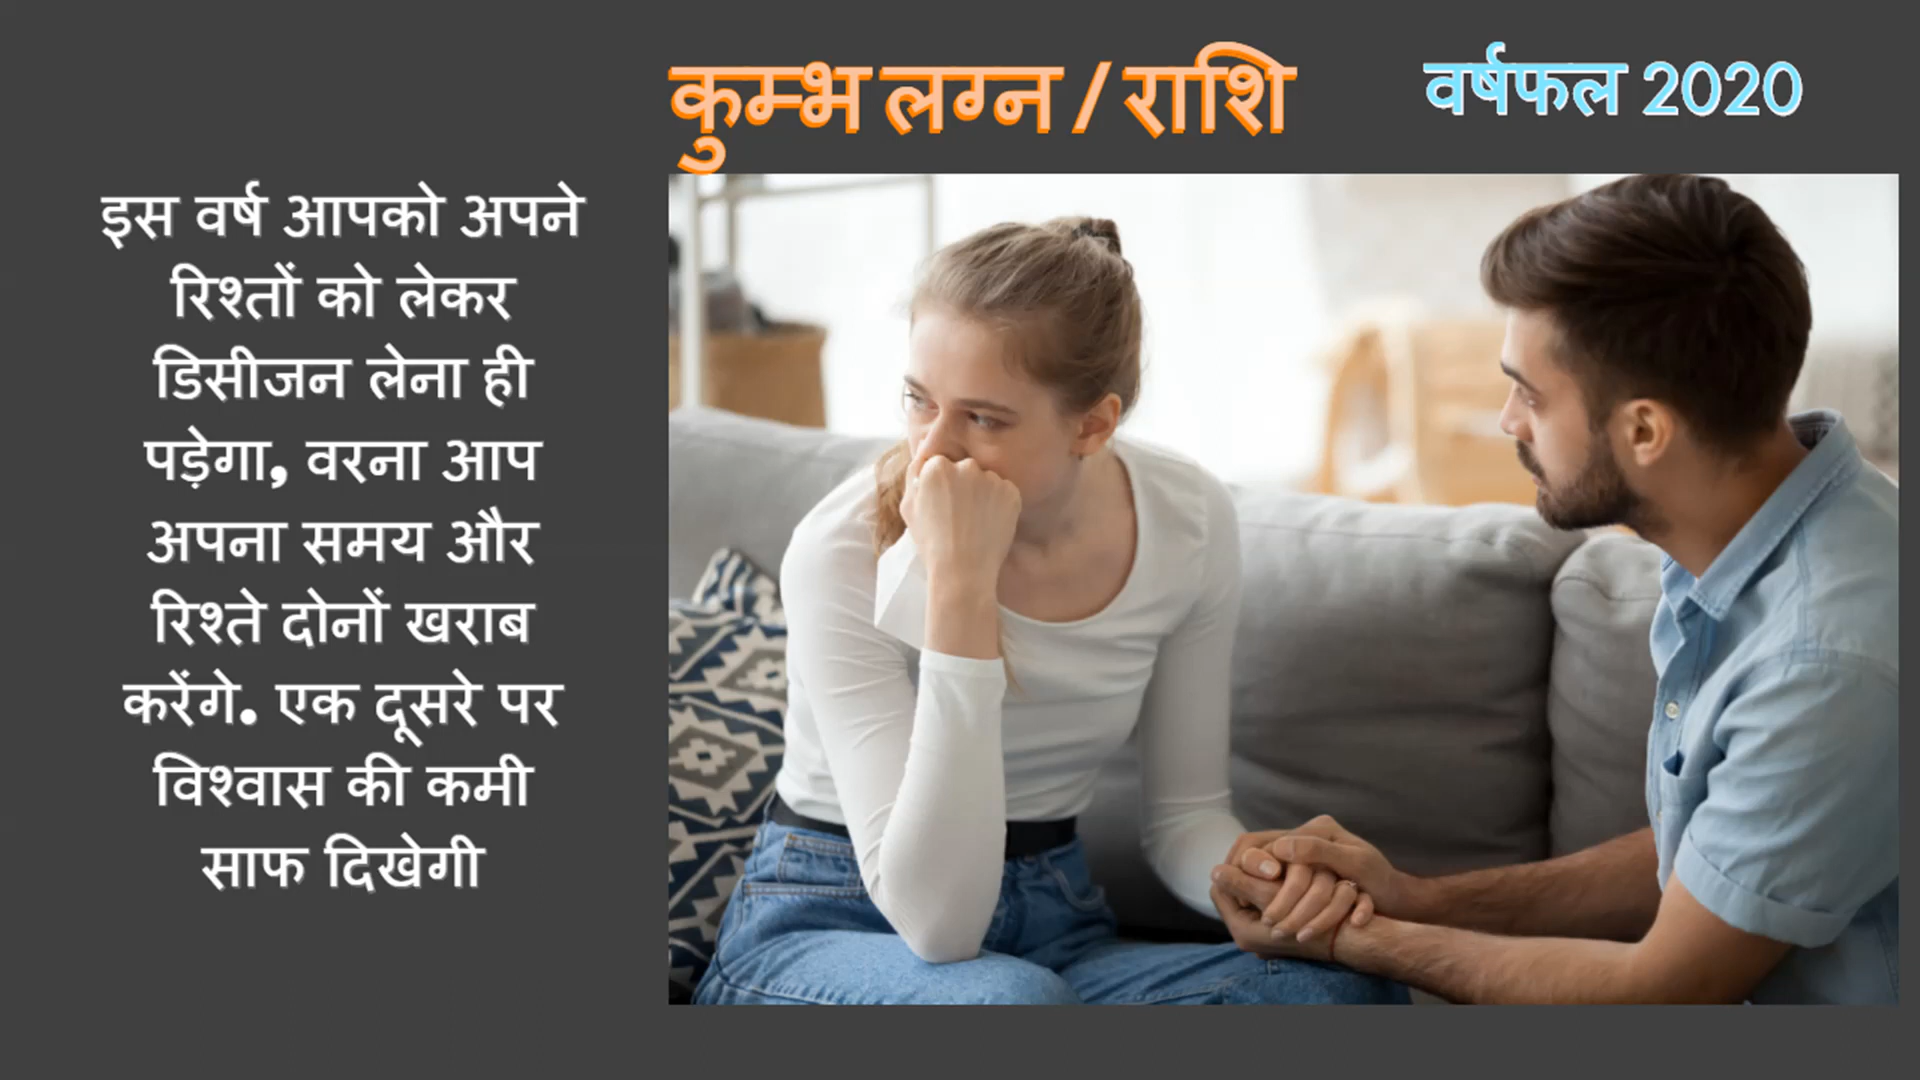 कुम्भ लग्न / राशि
वर्षफल 2020
इस वर्ष आपको अपने
रिश्तों को लेकर
डिसीजन लेना ही
पड़ेगा, वरना आप
अपना समय और
रिश्ते दोनों खराब
करेंगे. एक दूसरे पर
विश्वास की कमी
साफ दिखेगी